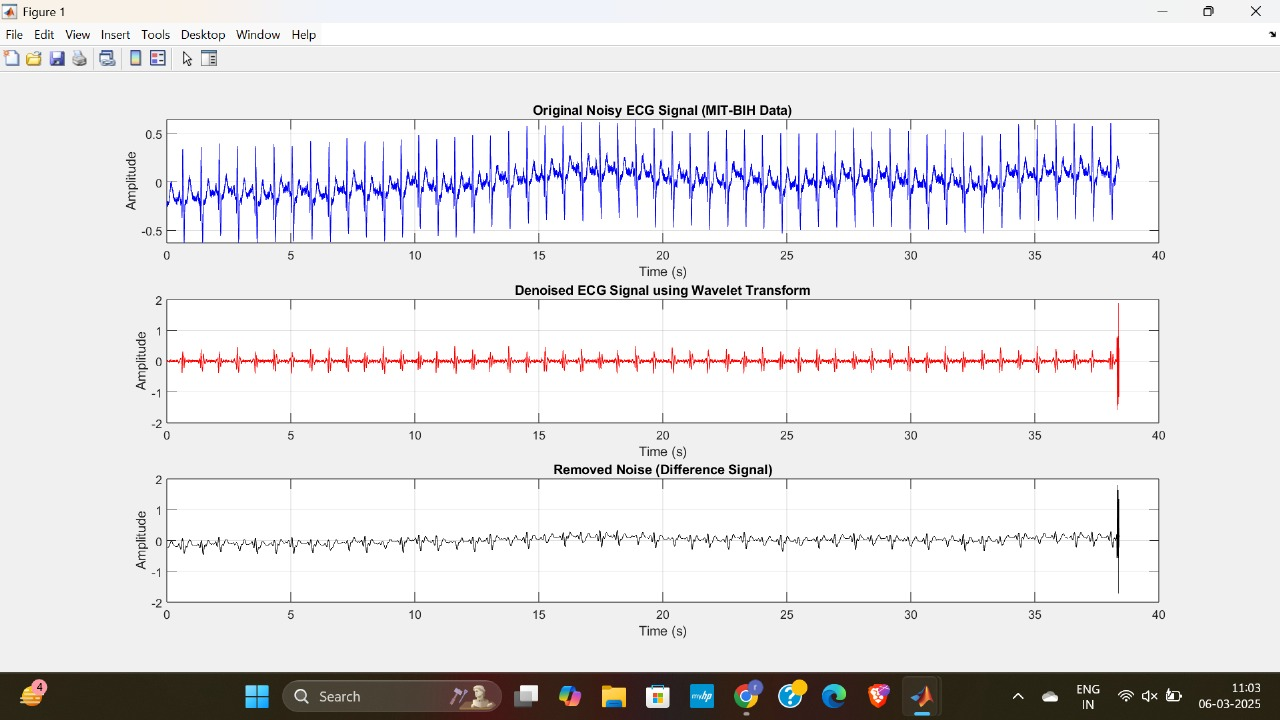 Figure 1
File Edit View Insert Tools Desktop Window Help
Original Noisy ECG Signal (MIT-BIH Data)
0.5
0
-0.5
Amplitude
0 5 10 15 20 25 30 35 40
Time (s)
Denoised ECG Signal using Wavelet Transform
2
1
0
-1
-2
Amplitude
0 5 10 15 20 25 30 35 40
Time (s)
Removed Noise (Difference Signal)
2
1
0
-1
-2
Amplitude
0 5 10 15 20 25 30 35 40
Time (s)
4
Search
myhp
ENG
IN
11:03
06-03-2025